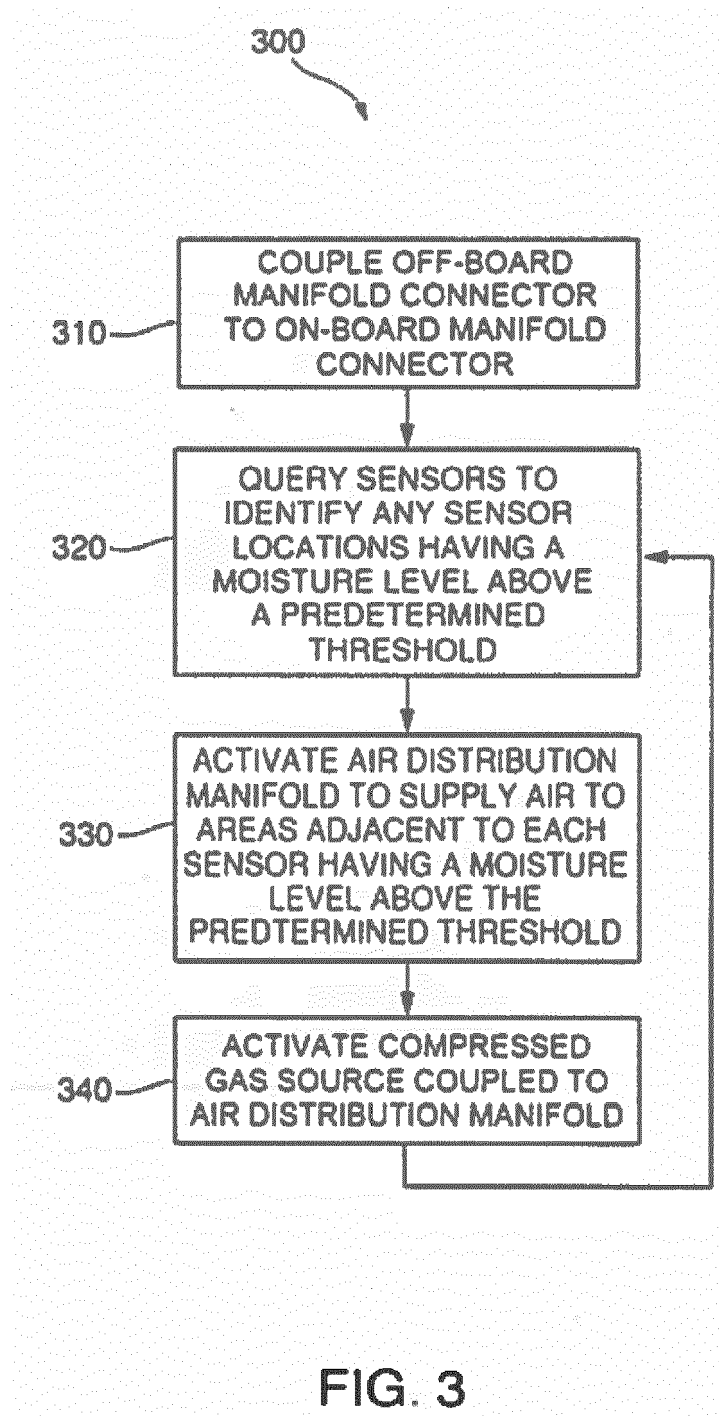 300
310
COUPLE OFF-BOARD
MANIFOLD CONNECTOR
TO ON-BOARD MANIFOLD
CONNECTOR
320
QUERY SENSORS TO
IDENTIFY ANY SENSOR
LOCATIONS HAVING A
MOISTURE LEVEL ABOVE
A PREDETERMINED
THRESHOLD
330
ACTIVATE AIR DISTRIBUTION
MANIFOLD TO SUPPLY AIR TO
AREAS ADJACENT TO EACH
SENSOR HAVING A MOISTURE
LEVEL ABOVE THE
PREDTERMINED THRESHOLD
340
ACTIVATE COMPRESSED
GAS SOURCE COUPLED TO
AIR DISTRIBUTION MANIFOLD
FIG. 3